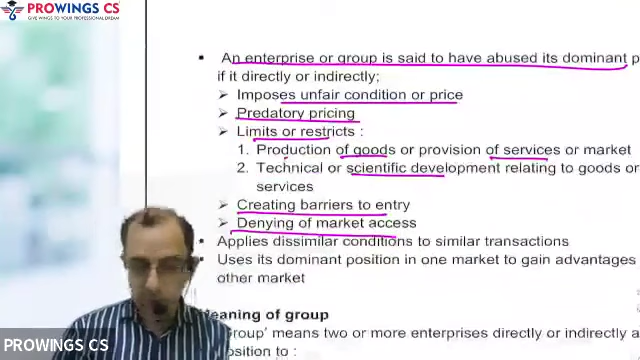 PROWINGS CS
GIVE WINGS TO YOUR PROFESSIONAL DREAM
An enterprise or group is said to have abused its dominant p
if it directly or indirectly;
Imposes unfair condition or price
Predatory pricing
Limits or restricts :
1. Production of goods or provision of services or market
2. Technical or scientific development relating to goods or
services
Creating barriers to entry
Denying of market access
Applies dissimilar conditions to similar transactions
Uses its dominant position in one market to gain advantages
other market
eaning of group
Group' means two or more enterprises directly or indirectly a
osition to :
PROWINGS CS